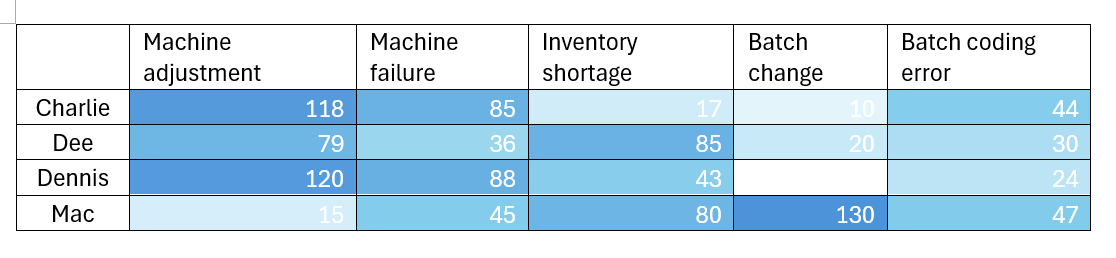 Machine adjustment Machine failure Inventory shortage Batch change Batch coding error
Charlie 118 85 17 10 44
Dee 79 36 85 20 30
Dennis 120 88 43 24
Mac 15 45 80 130 47